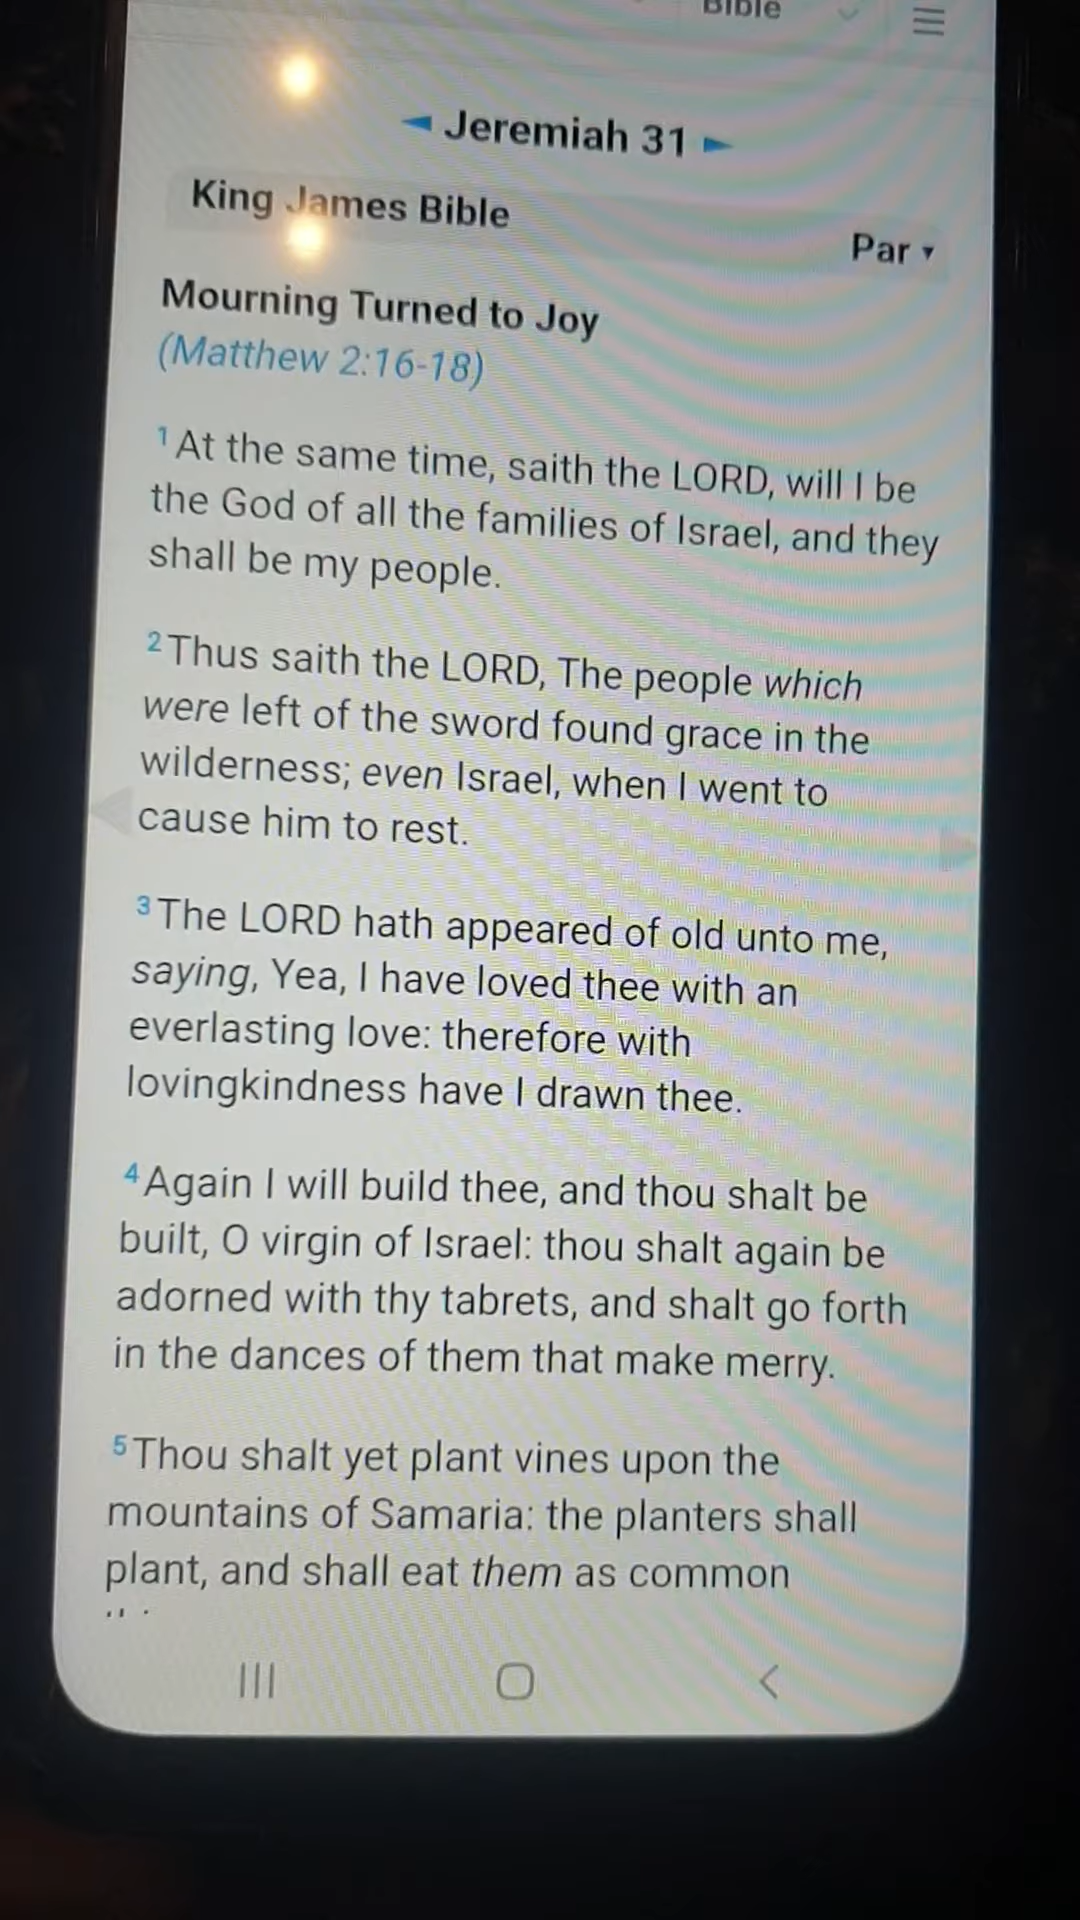 Bible
◄ Jeremiah 31 ►
King James Bible
Par ▾
Mourning Turned to Joy
(Matthew 2:16-18)
1 At the same time, saith the LORD, will I be
the God of all the families of Israel, and they
shall be my people.
2 Thus saith the LORD, The people which
were left of the sword found grace in the
wilderness; even Israel, when I went to
cause him to rest.
3 The LORD hath appeared of old unto me,
saying, Yea, I have loved thee with an
everlasting love: therefore with
lovingkindness have I drawn thee.
4 Again I will build thee, and thou shalt be
built, O virgin of Israel: thou shalt again be
adorned with thy tabrets, and shalt go forth
in the dances of them that make merry.
5 Thou shalt yet plant vines upon the
mountains of Samaria: the planters shall
plant, and shall eat them as common